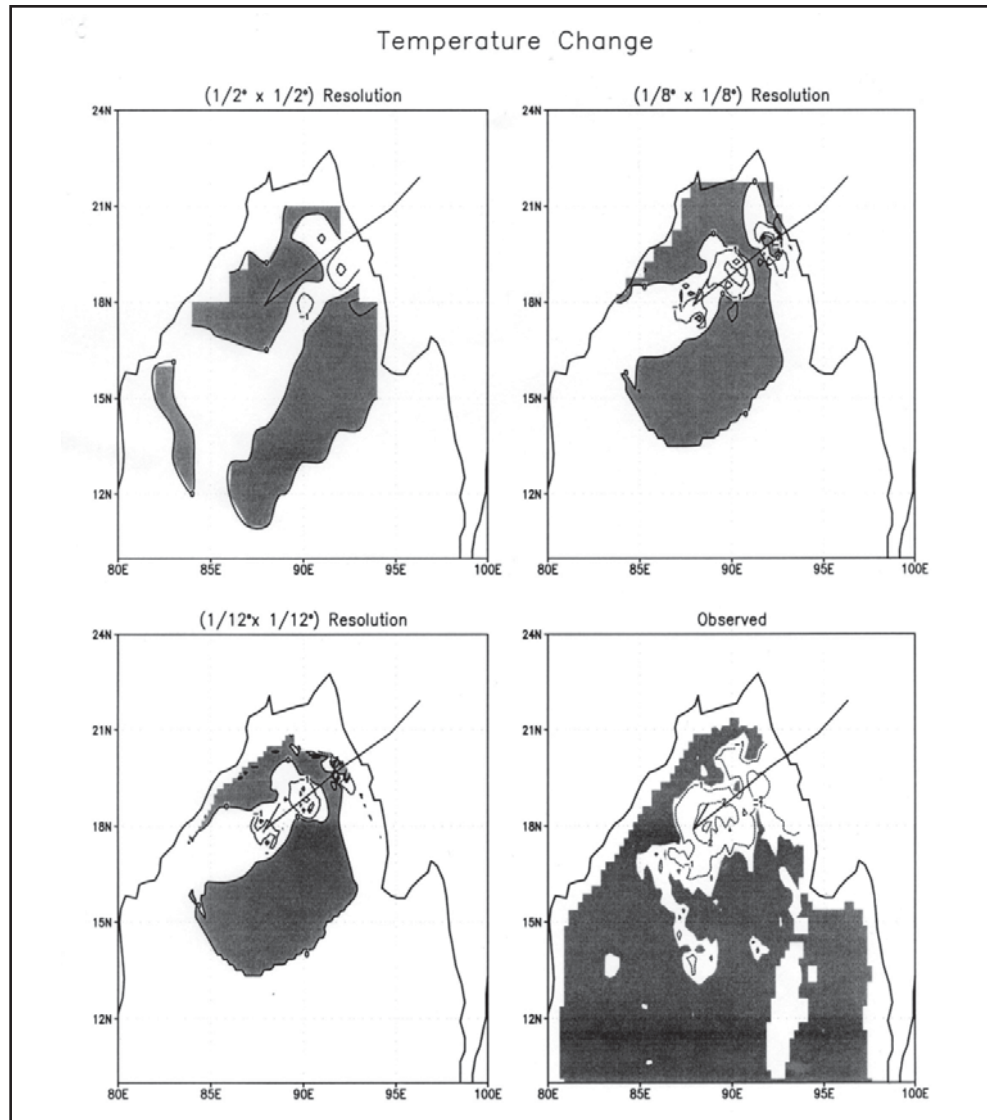 Temperature Change
(1/2° x 1/2°) Resolution
24N
21N
18N
15N
12N
80E 85E 90E 95E 100E
(1/8° x 1/8°) Resolution
24N
21N
18N
15N
12N
80E 85E 90E 95E 100E
(1/12°x 1/12°) Resolution
24N
21N
18N
15N
12N
80E 85E 90E 95E 100E
Observed
24N
21N
18N
15N
12N
80E 85E 90E 95E 100E